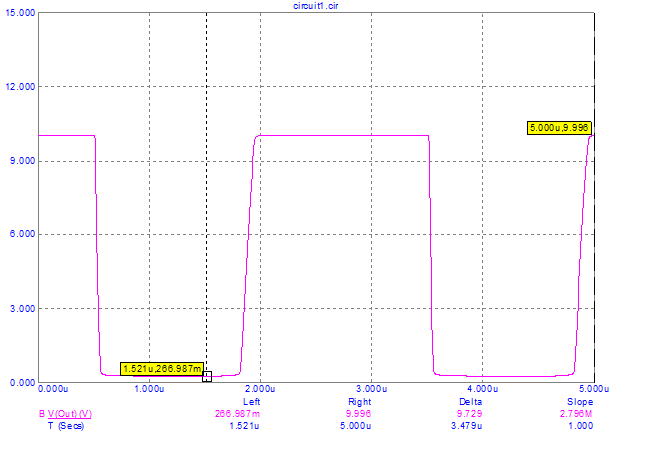 circuit1.cir
15.000
12.000
9.000
6.000
3.000
0.000
5.000u,9.996
1.521u,266.987m
0.000u 1.000u 2.000u 3.000u 4.000u 5.000u
Left Right Delta Slope
B V(Out) (V) 266.987m 9.996 9.729 2.796M
T (Secs) 1.521u 5.000u 3.479u 1.000